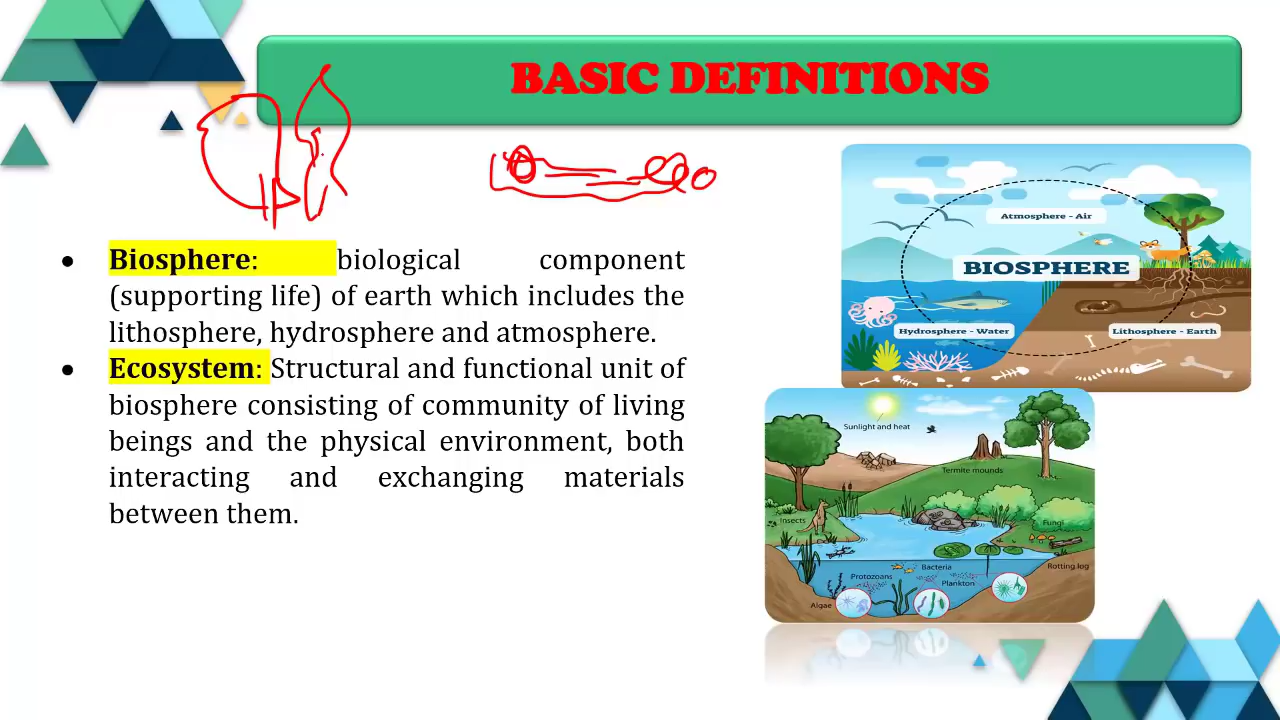 BASIC DEFINITIONS
Biosphere: biological component
(supporting life) of earth which includes the
lithosphere, hydrosphere and atmosphere.
Ecosystem: Structural and functional unit of
biosphere consisting of community of living
beings and the physical environment, both
interacting and exchanging materials
between them.
Atmosphere - Air
BIOSPHERE
Hydrosphere - Water
Lithosphere - Earth
Sunlight and heat
Termite mounds
Insects
Fungi
Bacteria
Rotting log
Protozoans
Plankton
Algae